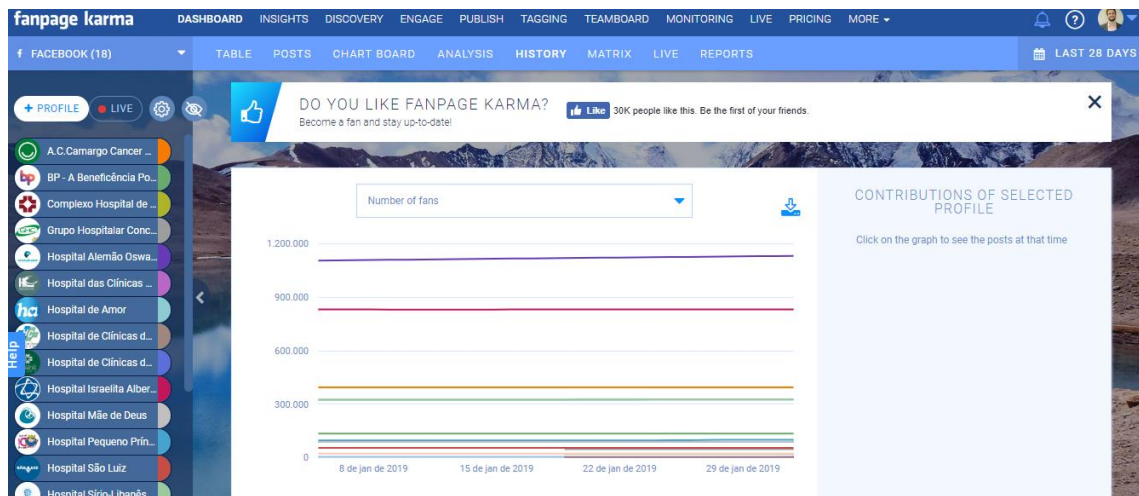 fanpage karma
DASHBOARD INSIGHTS DISCOVERY ENGAGE PUBLISH TAGGING TEAMBOARD MONITORING LIVE PRICING MORE
f FACEBOOK (18)
TABLE POSTS CHART BOARD ANALYSIS HISTORY MATRIX LIVE REPORTS
LAST 28 DAYS
+ PROFILE
LIVE
DO YOU LIKE FANPAGE KARMA?
Become a fan and stay up-to-date!
Like 30K people like this. Be the first of your friends.
A.C.Camargo Cancer ...
bp BP - A Beneficência Po...
Complexo Hospital de ...
Grupo Hospitalar Conc...
Hospital Alemão Oswa...
Hospital das Clínicas ...
ha Hospital de Amor
Hospital de Clínicas d...
Hospital de Clínicas d...
Hospital Israelita Alber...
Hospital Mãe de Deus
Hospital Pequeno Prín...
Hospital São Luiz
Hospital Sírio-Libanês
Help
Number of fans
1.200.000
900.000
600.000
300.000
0
8 de jan de 2019 15 de jan de 2019 22 de jan de 2019 29 de jan de 2019
CONTRIBUTIONS OF SELECTED
PROFILE
Click on the graph to see the posts at that time